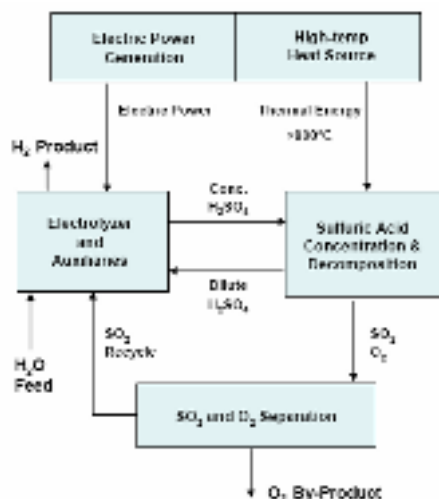 Electric Power
Generation
High-temp
Heat Source
Electric Power
Thermal Energy
H₂ Product
Conc.
H₂SO₄
Electrolyzer
and
Auxiliaries
Sulfuric Acid
Concentration &
Decomposition
Dilute
H₂SO₄
SO₂
Recycle
SO₂
O₂
H₂O
Feed
SO₂ and O₂ Separation
O₂ By-Product